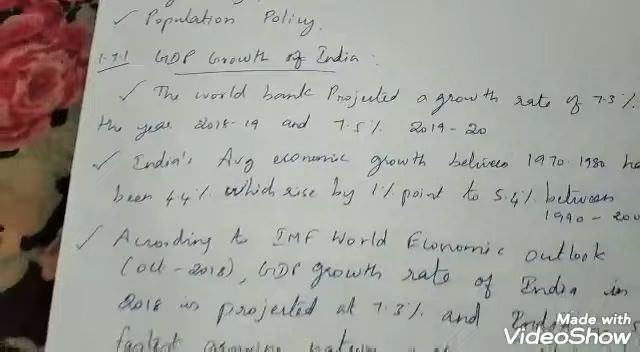 ✓ Population Policy.
1.7.1 GDP Growth of India :
✓ The world bank Projected a growth rate of 7.3%
the year 2018-19 and 7.5% 2019-20
✓ India's Avg economic growth between 1970-1980 ha
been 4.4% which rise by 1% point to 5.4% between
1990-200
✓ According to IMF World Economic outlook
(Oct-2018), GDP growth rate of India in
2018 is projected at 7.3% and
Made with
VideoShow